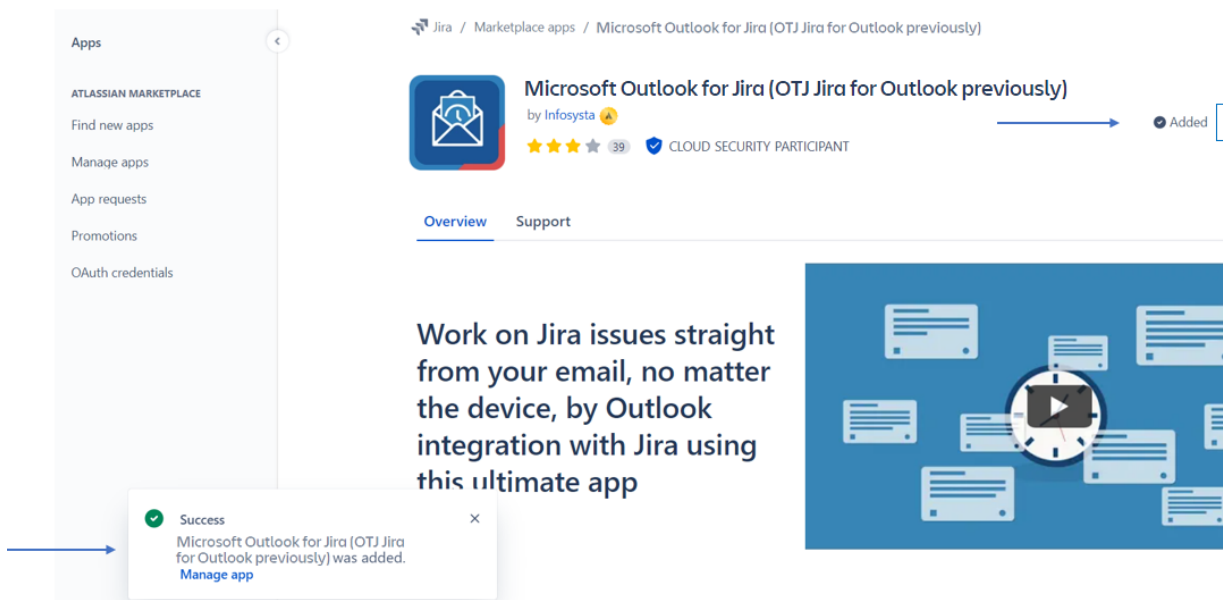 Apps
ATLASSIAN MARKETPLACE
Find new apps
Manage apps
App requests
Promotions
OAuth credentials
Jira / Marketplace apps / Microsoft Outlook for Jira (OTJ Jira for Outlook previously)
Microsoft Outlook for Jira (OTJ Jira for Outlook previously)
by Infosysta
39 CLOUD SECURITY PARTICIPANT
Added
Overview Support
Work on Jira issues straight
from your email, no matter
the device, by Outlook
integration with Jira using
this ultimate app
Success
Microsoft Outlook for Jira (OTJ Jira
for Outlook previously) was added.
Manage app